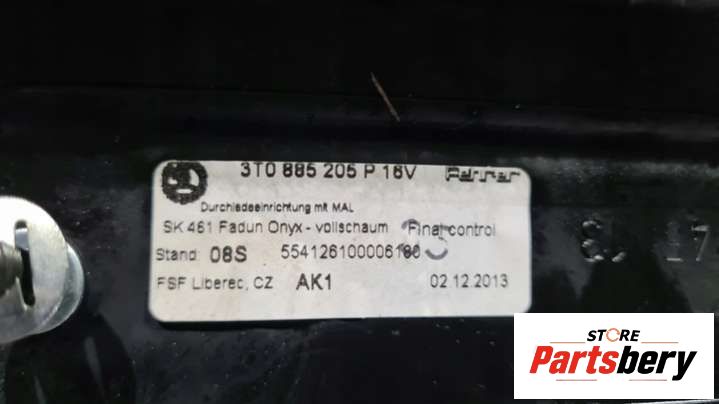 3T0 885 205 P 16V
Durchladeeinrichtung mit MAL
SK 461 Fadun Onyx - vollschaum Final control
Stand: 08S 554126100006180
FSF Liberec, CZ AK1 02.12.2013
STORE
Partsbery